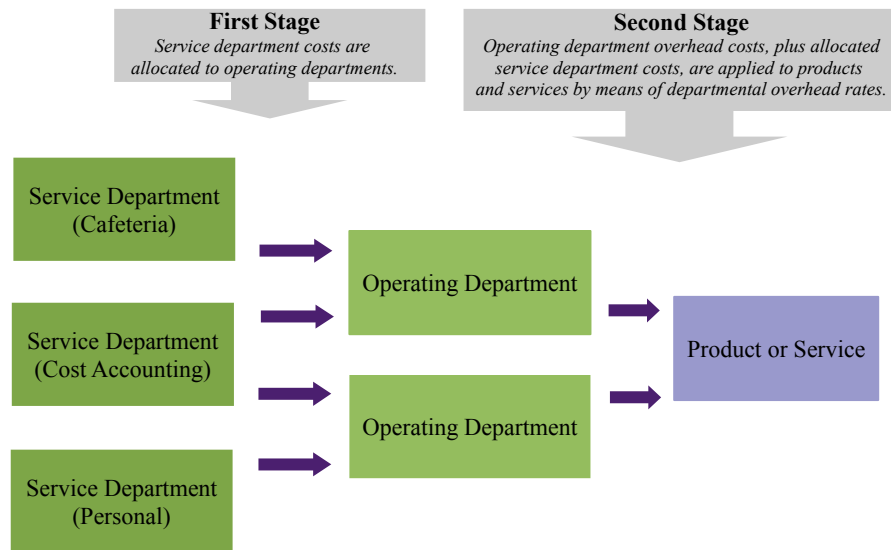 First Stage
Service department costs are
allocated to operating departments.
Second Stage
Operating department overhead costs, plus allocated
service department costs, are applied to products
and services by means of departmental overhead rates.
Service Department
(Cafeteria)
Service Department
(Cost Accounting)
Service Department
(Personal)
Operating Department
Operating Department
Product or Service